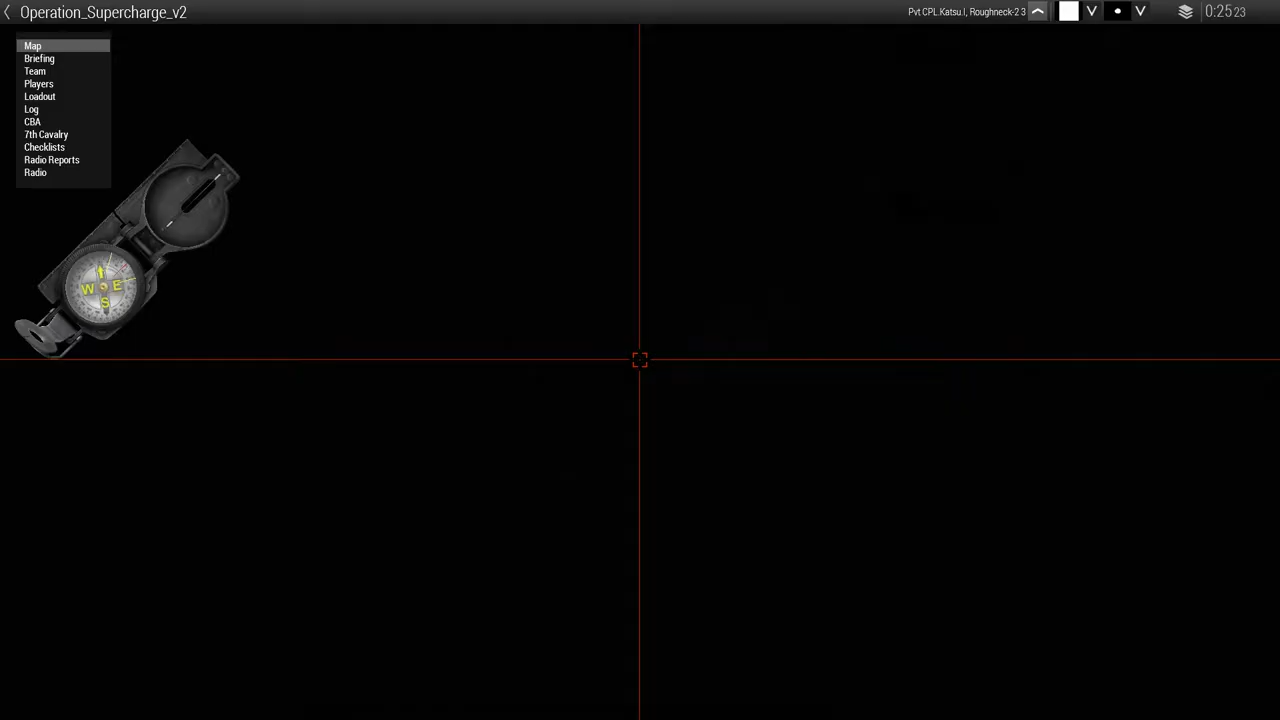 Operation_Supercharge_v2
Pvt CPL.Katsu.I, Roughneck-2 3
0:25 23
Map
Briefing
Team
Players
Loadout
Log
CBA
7th Cavalry
Checklists
Radio Reports
Radio
W E
S